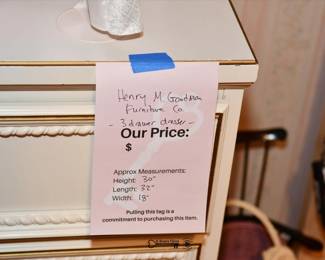 Henry M. Goodman
Furniture Co.
- 3 drawer dresser -
Our Price:
$
Approx Measurements:
Height: 30"
Length: 32"
Width: 18"
Pulling this tag is a
commitment to purchasing this item.